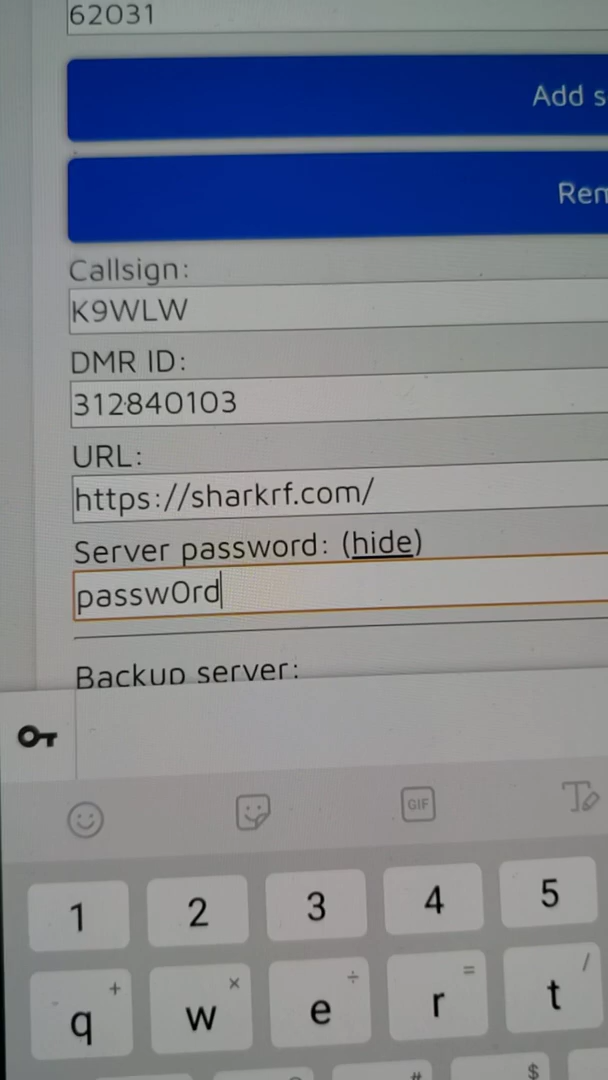 62031
Add s
Rem
Callsign:
K9WLW
DMR ID:
312840103
URL:
https://sharkrf.com/
Server password: (hide)
passw0rd
Backup server:
GIF
1 2 3 4 5
+ × ÷ = /
q w e r t
# $